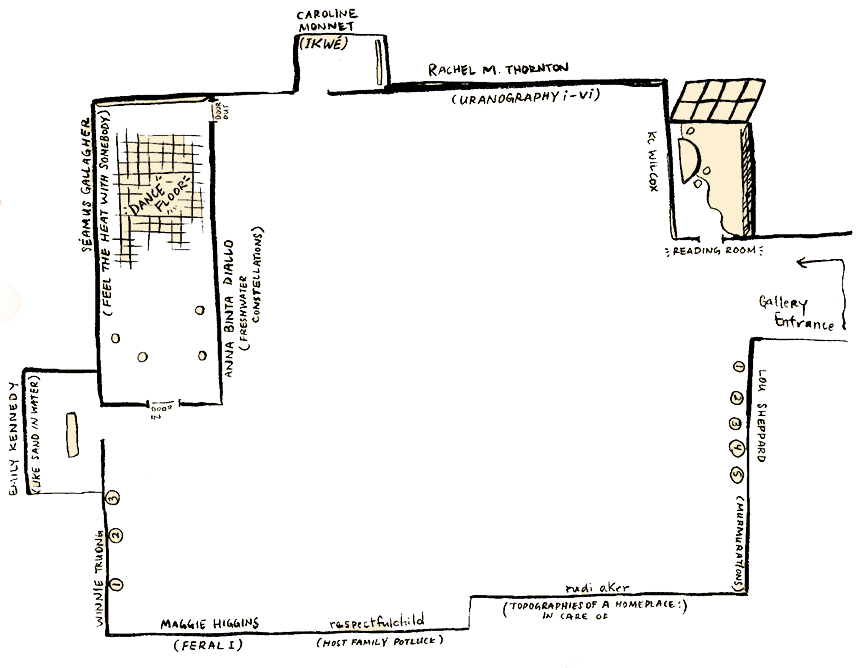 CAROLINE
MONNET
(IKWÉ)
RACHEL M. THORNTON
(URANOGRAPHY i-vi)
SÉAMUS GALLAGHER
(FEEL THE HEAT WITH SOMEBODY)
DOOR
OUT
DANCE
FLOOR
KC WILCOX
READING ROOM
Gallery
Entrance
ANNA BINTA DIALLO
(FRESHWATER
CONSTELLATIONS)
DOOR
IN
EMILY KENNEDY
(LIKE SAND IN WATER)
LOU SHEPPARD
1
2
3
4
5
(MURMURATIONS)
WINNIE TRUONG
3
2
1
MAGGIE HIGGINS
(FERAL I)
respectfulchild
(HOST FAMILY POTLUCK)
rudi aker
(TOPOGRAPHIES OF A HOMEPLACE:)
IN CARE OF